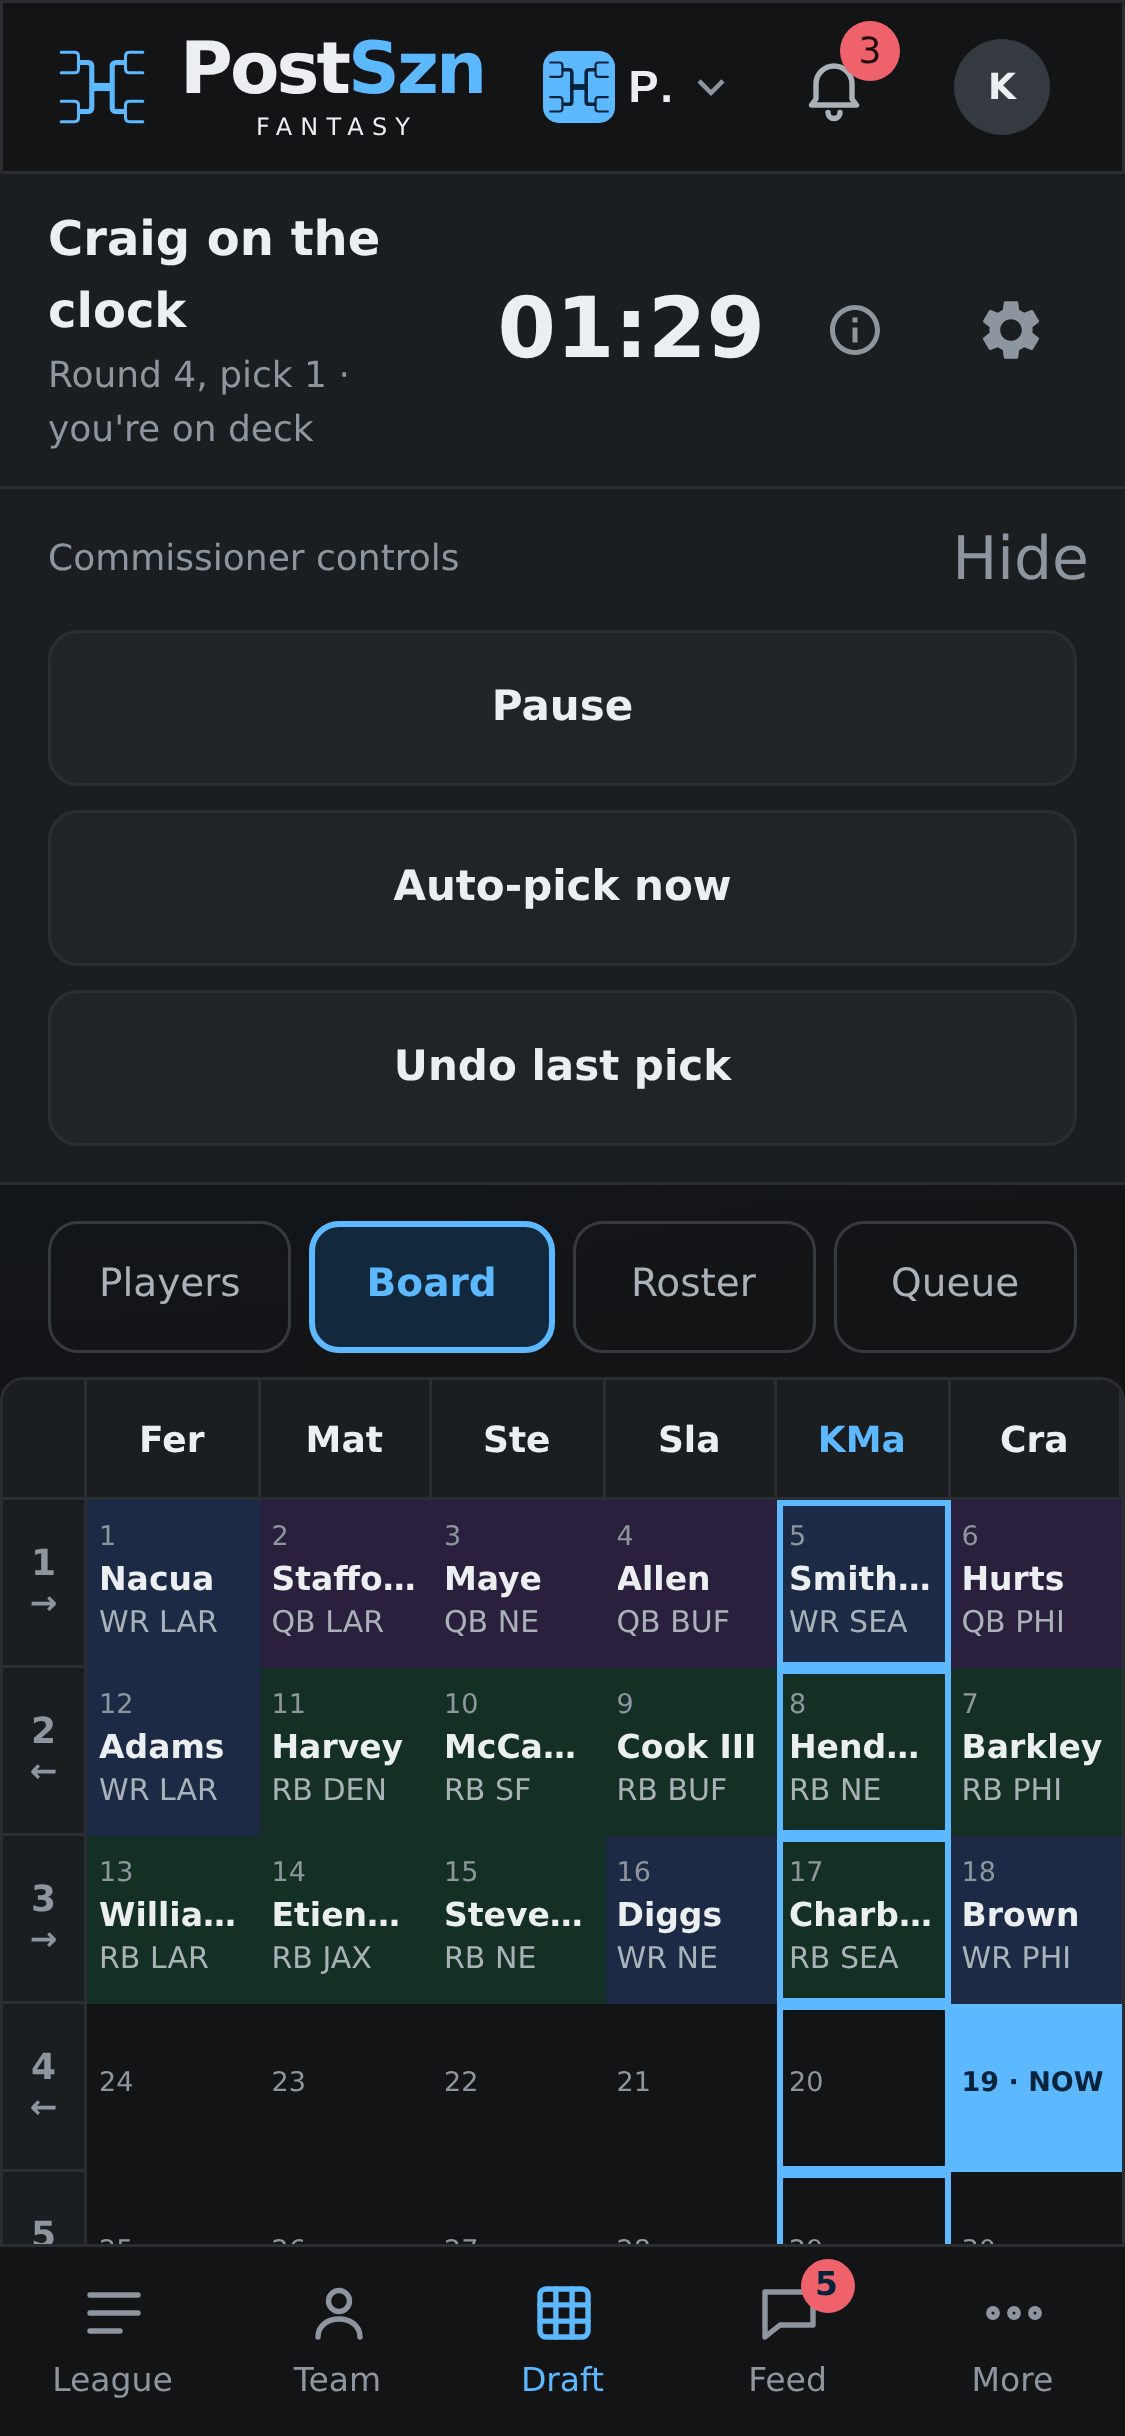 PostSzn
FANTASY
P.
3
K
Craig on the
clock
Round 4, pick 1 ·
you're on deck
01:29
Commissioner controls
Hide
Pause
Auto-pick now
Undo last pick
Players
Board
Roster
Queue
Fer Mat Ste Sla KMa Cra
1 →
1 2 3 4 5 6
Nacua Staffo... Maye Allen Smith... Hurts
WR LAR QB LAR QB NE QB BUF WR SEA QB PHI
2 ←
12 11 10 9 8 7
Adams Harvey McCa... Cook III Hend... Barkley
WR LAR RB DEN RB SF RB BUF RB NE RB PHI
3 →
13 14 15 16 17 18
Willia... Etien... Steve... Diggs Charb... Brown
RB LAR RB JAX RB NE WR NE RB SEA WR PHI
4 ←
24 23 22 21 20 19 · NOW
5
25 26 27 28 29 30
League
Team
Draft
5
Feed
More